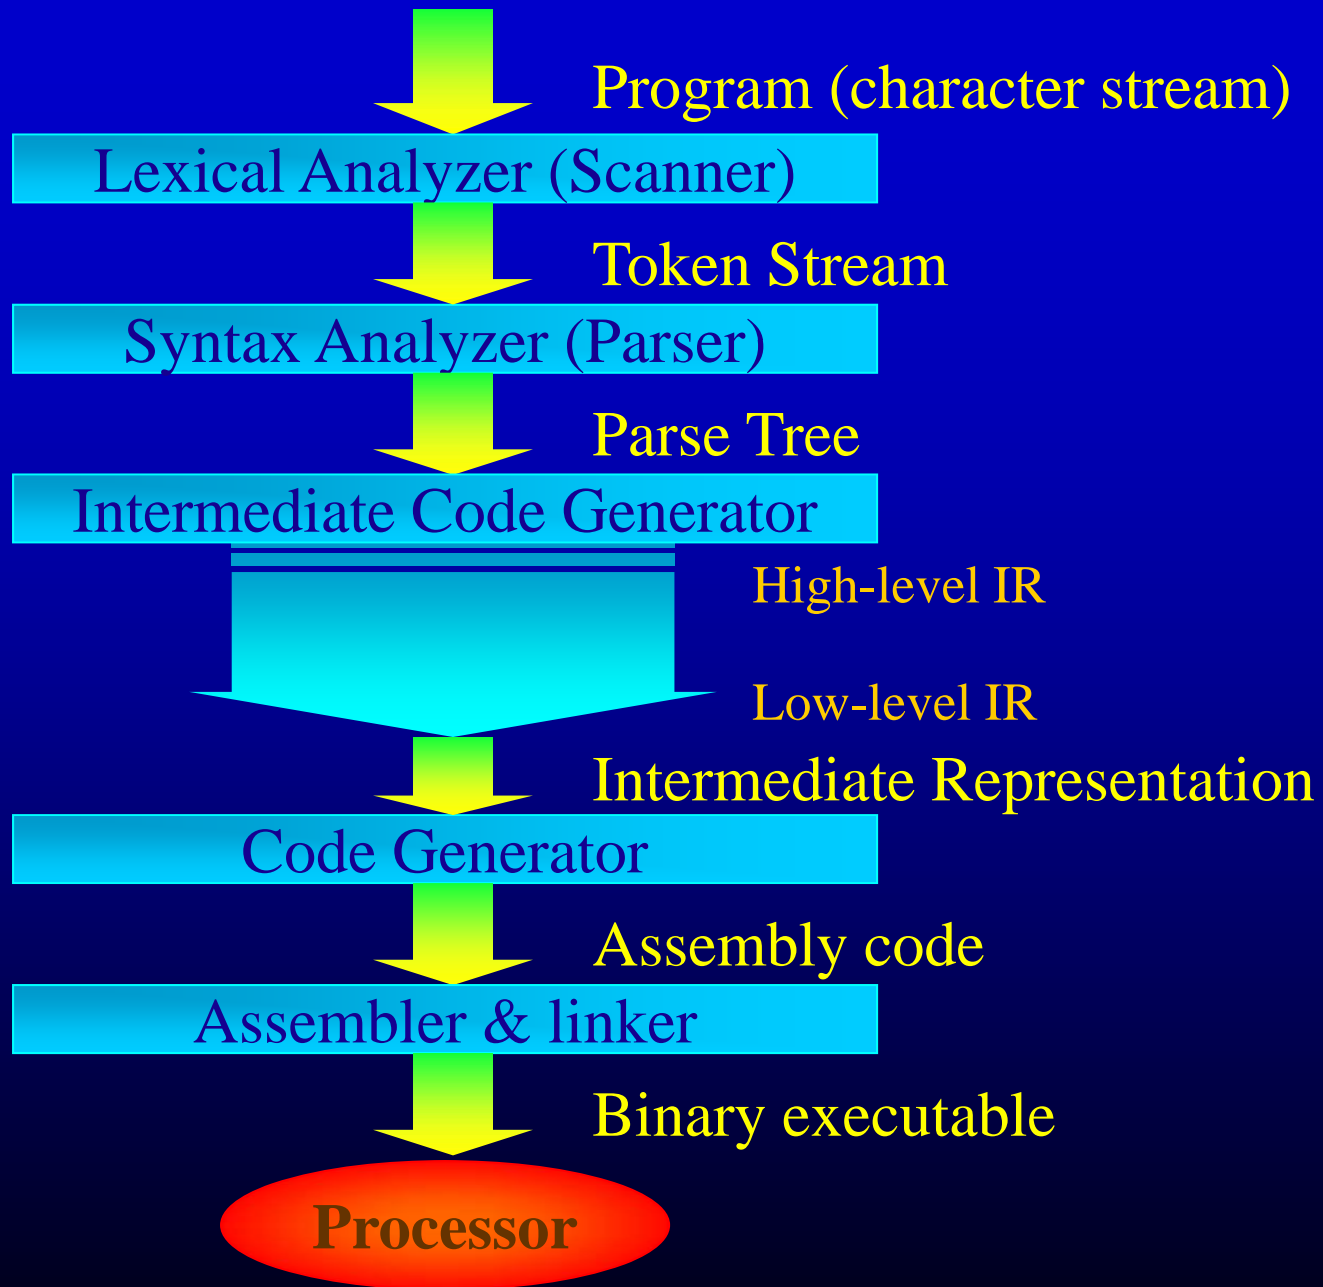 Program (character stream)
Lexical Analyzer (Scanner)
Token Stream
Syntax Analyzer (Parser)
Parse Tree
Intermediate Code Generator
High-level IR
Low-level IR
Intermediate Representation
Code Generator
Assembly code
Assembler & linker
Binary executable
Processor